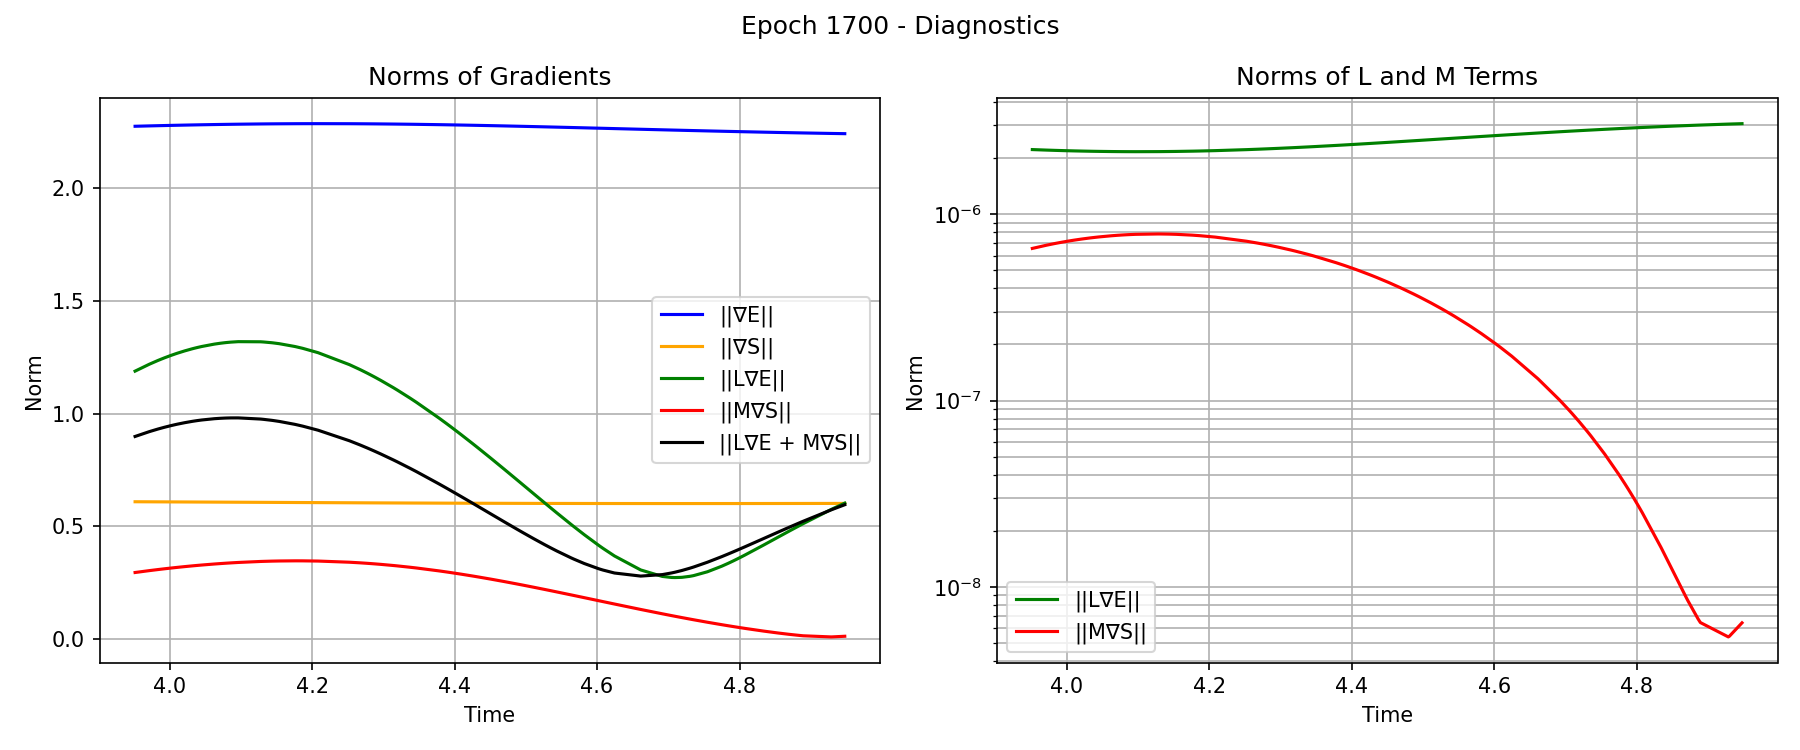 Epoch 1700 - Diagnostics
Norms of Gradients
Norm
2.0
1.5
1.0
0.5
0.0
4.0
4.2
4.4
4.6
4.8
Time
||∇E||
||∇S||
||L∇E||
||M∇S||
||L∇E + M∇S||
Norms of L and M Terms
Norm
10⁻⁶
10⁻⁷
10⁻⁸
4.0
4.2
4.4
4.6
4.8
Time
||L∇E||
||M∇S||